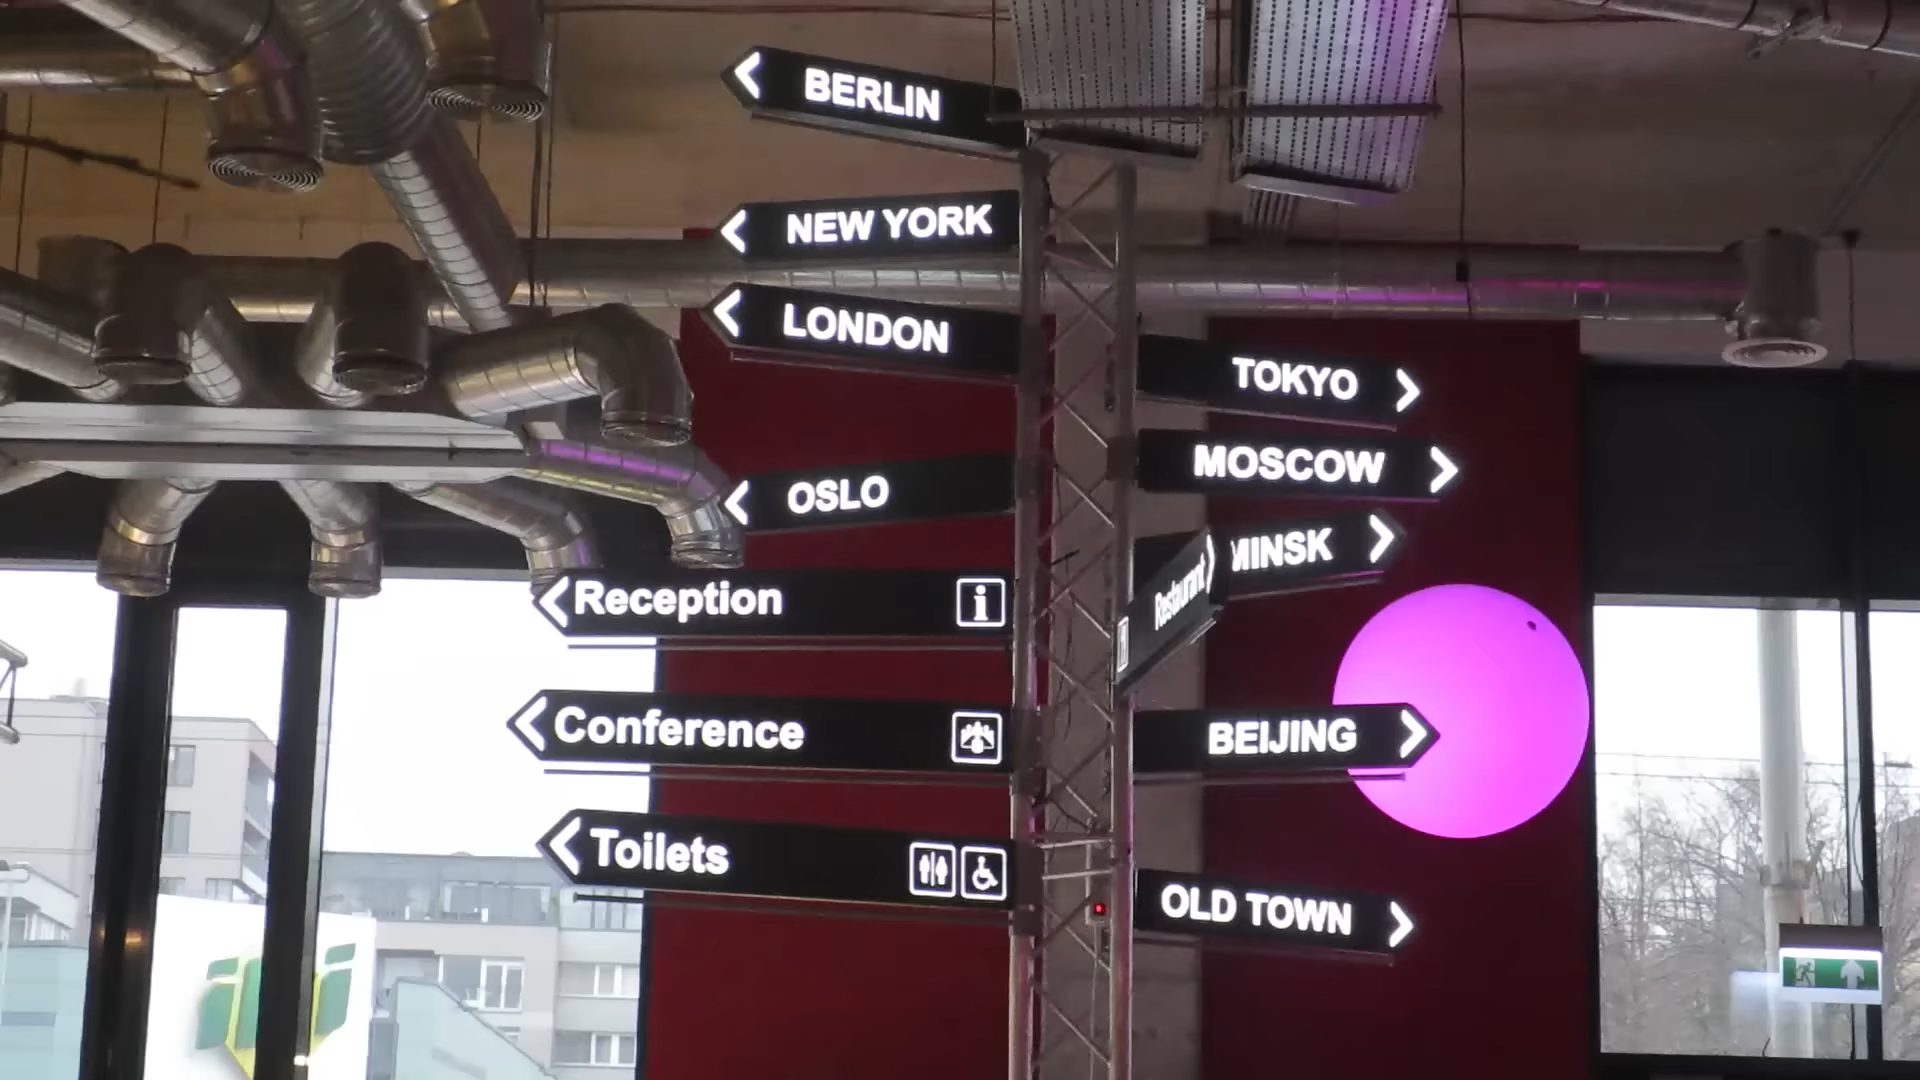 BERLIN
NEW YORK
LONDON
TOKYO
MOSCOW
OSLO
MINSK
Restaurant
Reception
Conference
BEIJING
Toilets
OLD TOWN